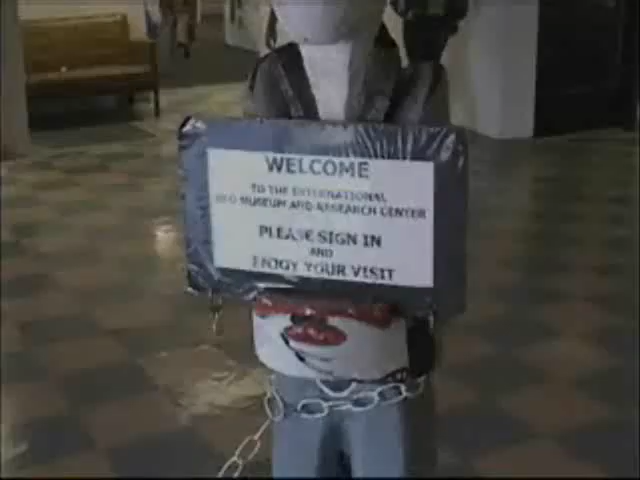 WELCOME
TO THE INTERNATIONAL
UFO MUSEUM AND RESEARCH CENTER
PLEASE SIGN IN
AND
ENJOY YOUR VISIT